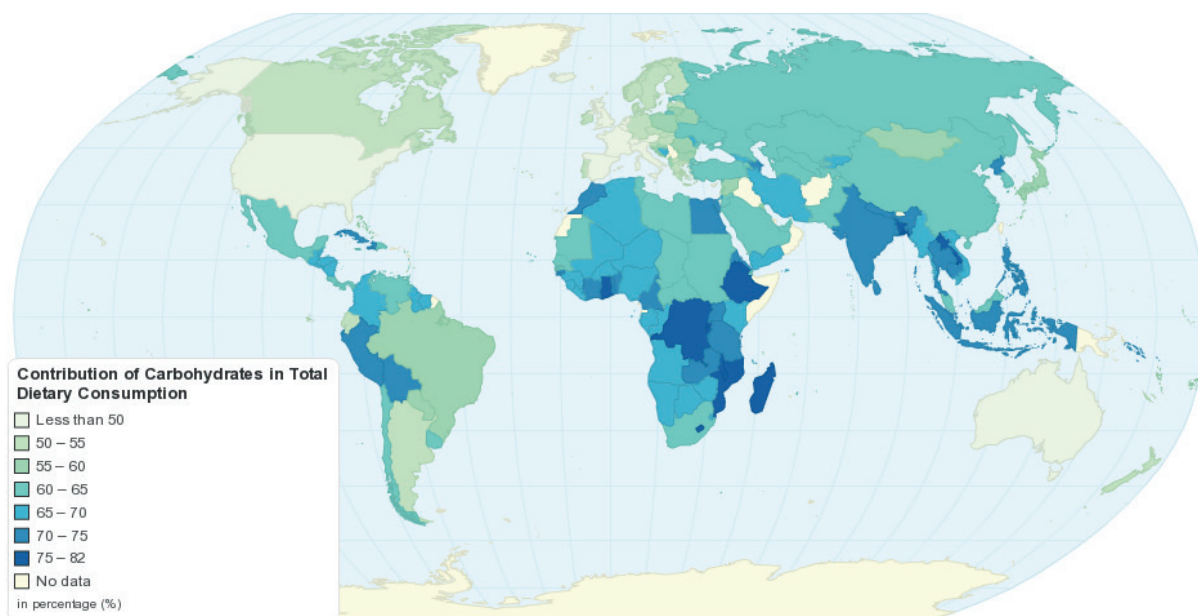 Contribution of Carbohydrates in Total
Dietary Consumption
Less than 50
50 – 55
55 – 60
60 – 65
65 – 70
70 – 75
75 – 82
No data
in percentage (%)